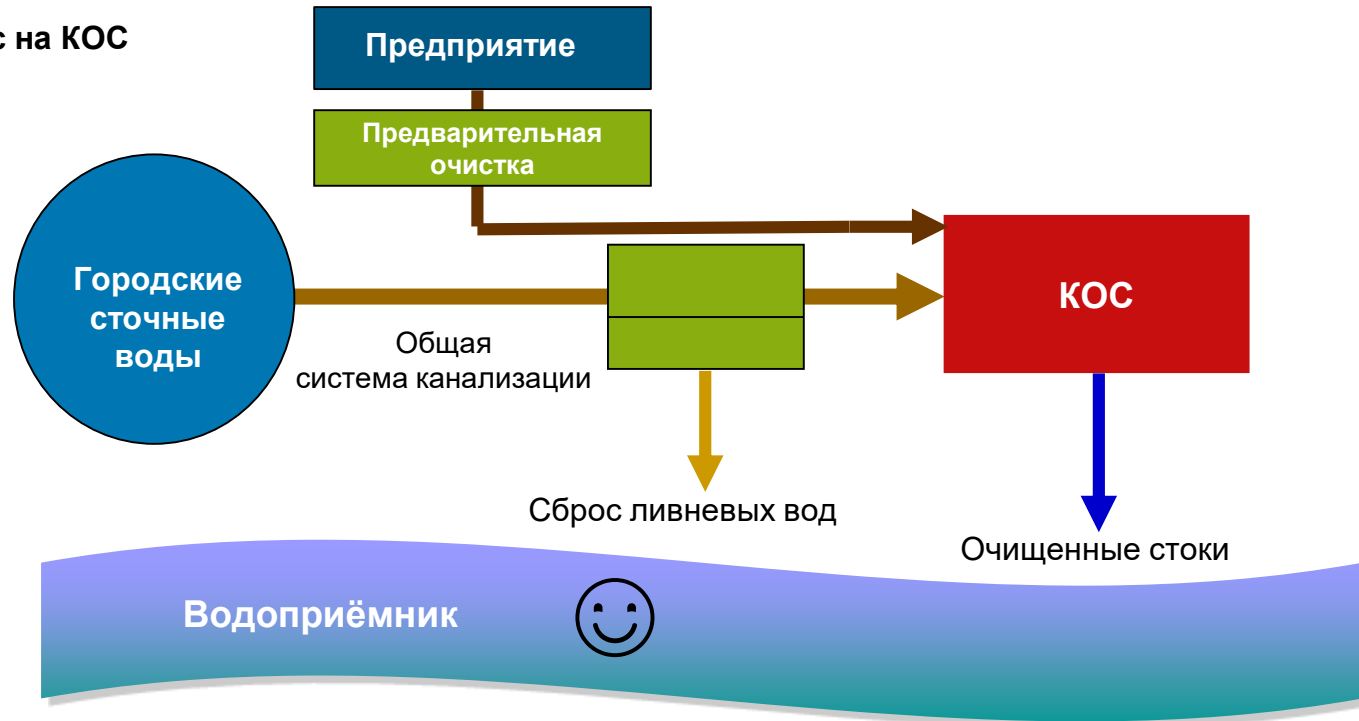 с на КОС
Предприятие
Предварительная
очистка
Городские
сточные
воды
Общая
система канализации
КОС
Сброс ливневых вод
Очищенные стоки
Водоприёмник